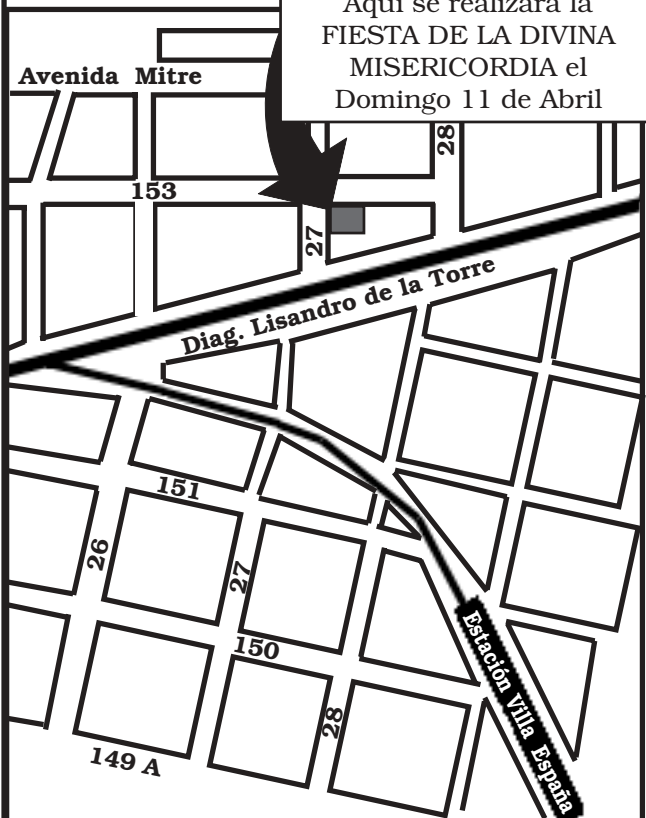 Aquí se realizará la
FIESTA DE LA DIVINA
MISERICORDIA el
Domingo 11 de Abril
Avenida Mitre
28
153
27
Diag. Lisandro de la Torre
151
26
27
150
28
149 A
Estación Villa España